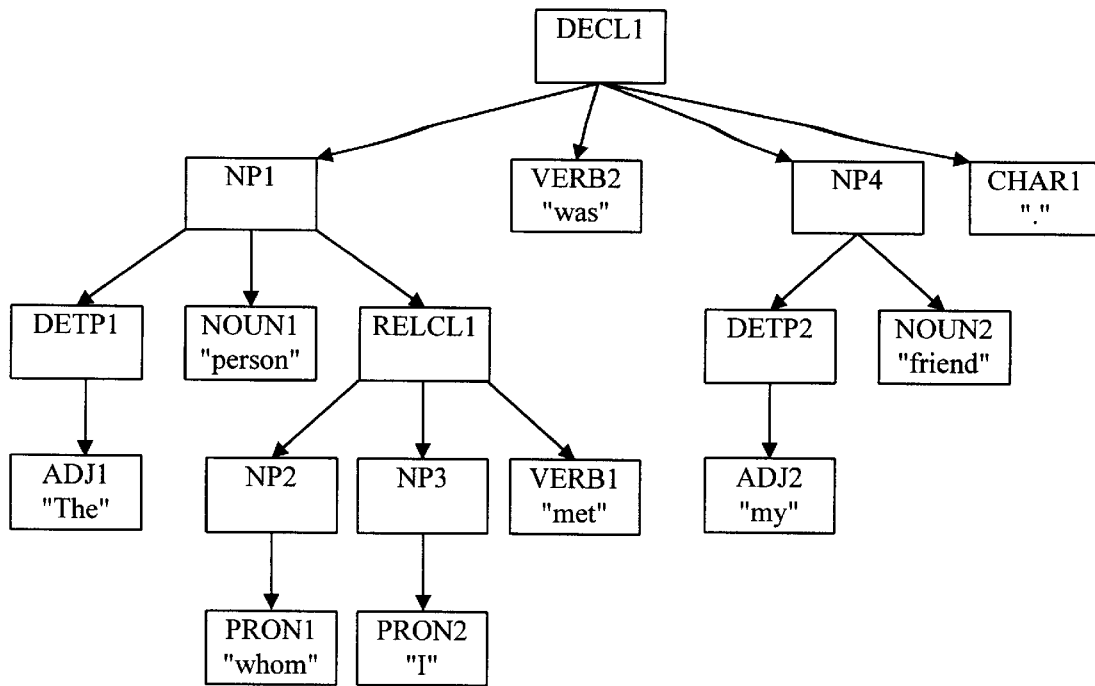 DECL1
NP1
VERB2
"was"
NP4
CHAR1
"."
DETP1
NOUN1
"person"
RELCL1
DETP2
NOUN2
"friend"
ADJ1
"The"
NP2
NP3
VERB1
"met"
ADJ2
"my"
PRON1
"whom"
PRON2
"I"